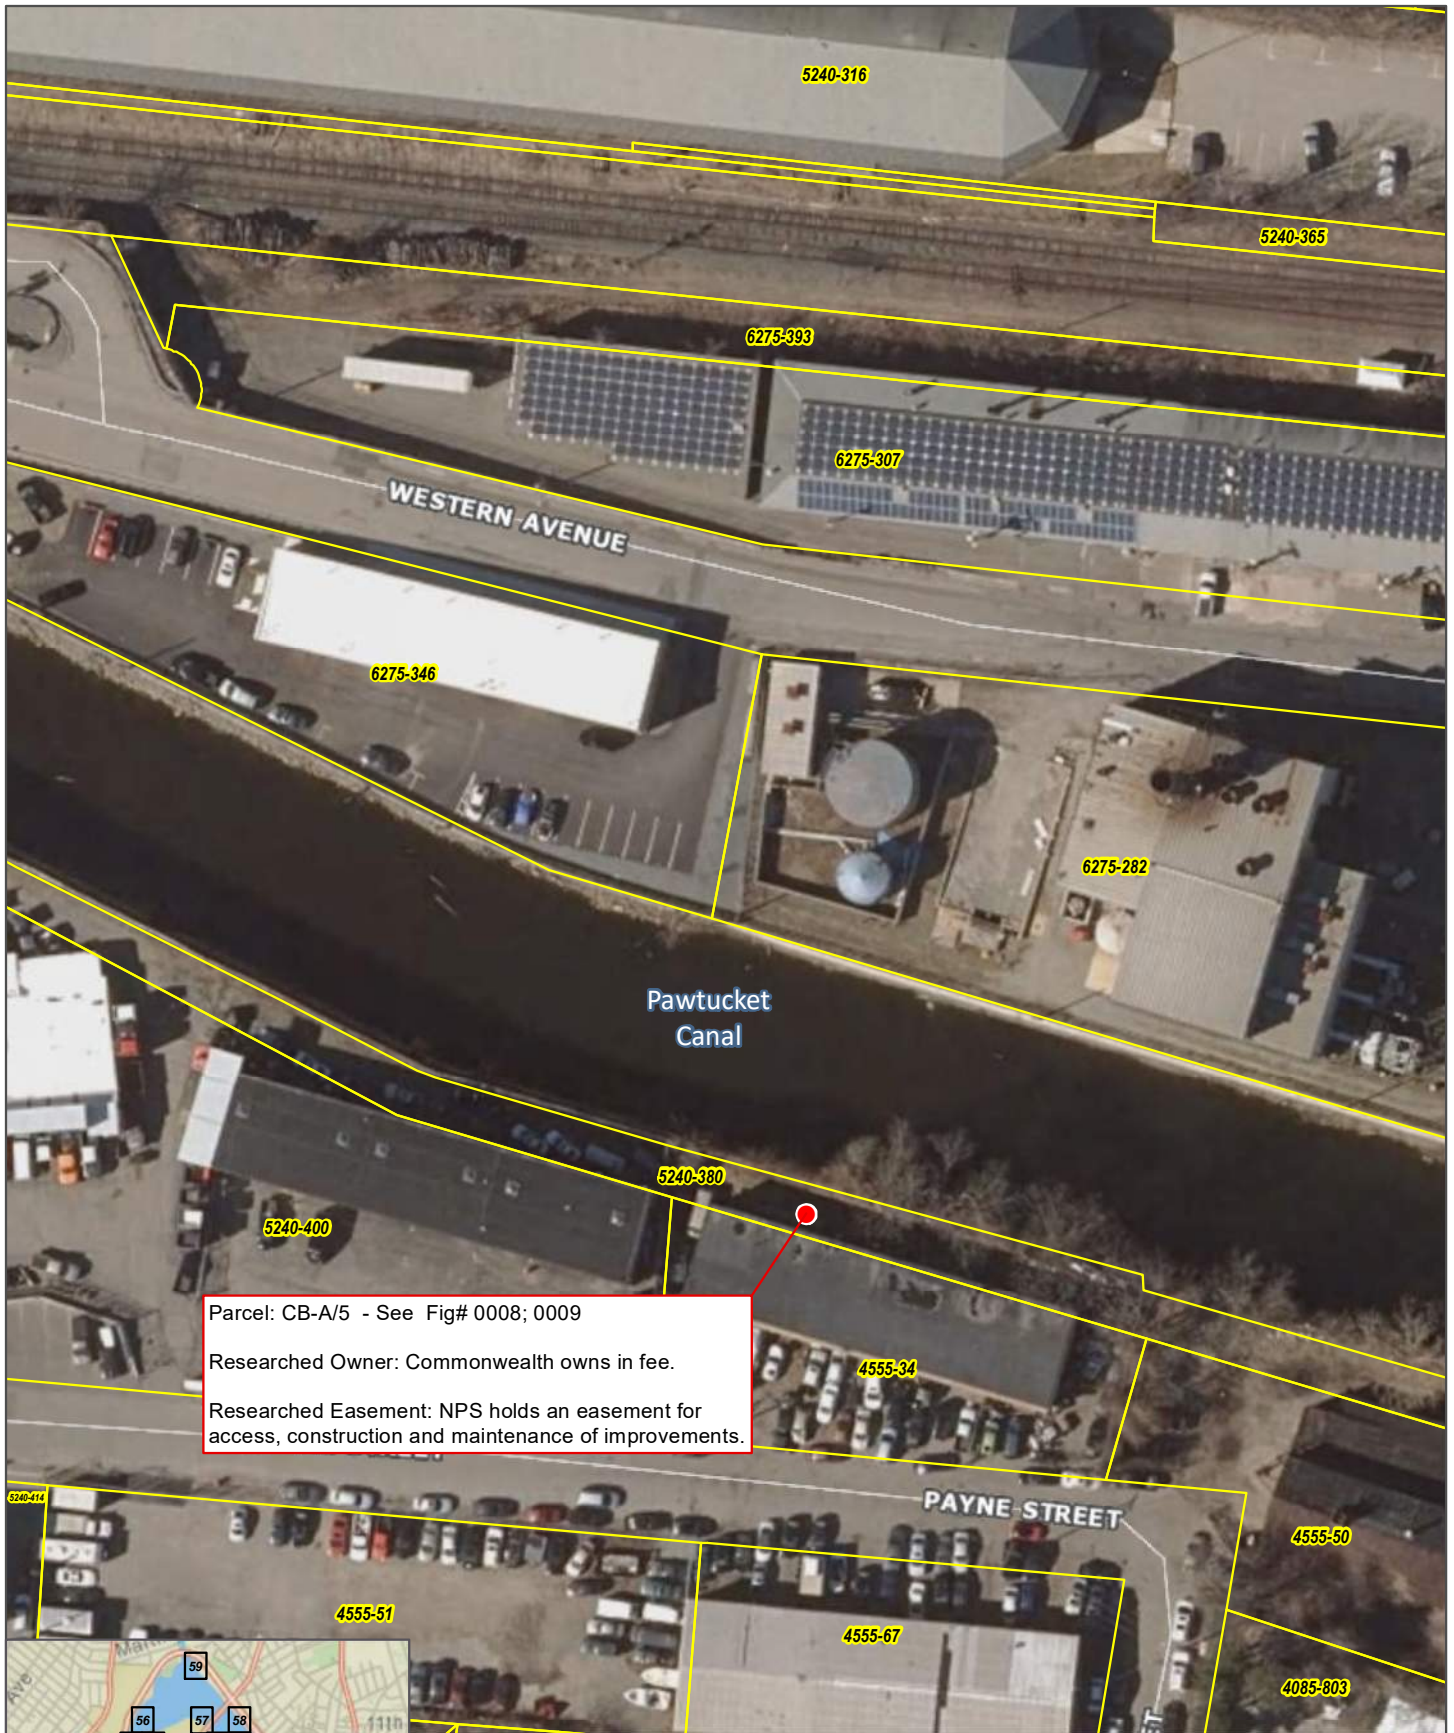 5240-316
5240-365
6275-393
6275-307
WESTERN AVENUE
6275-346
6275-282
Pawtucket
Canal
5240-380
5240-400
Parcel: CB-A/5 - See Fig# 0008; 0009
Researched Owner: Commonwealth owns in fee.
Researched Easement: NPS holds an easement for
access, construction and maintenance of improvements.
4555-34
5240-414
PAYNE STREET
4555-50
4555-51
4555-67
4085-803
59
Ave
56
57
58